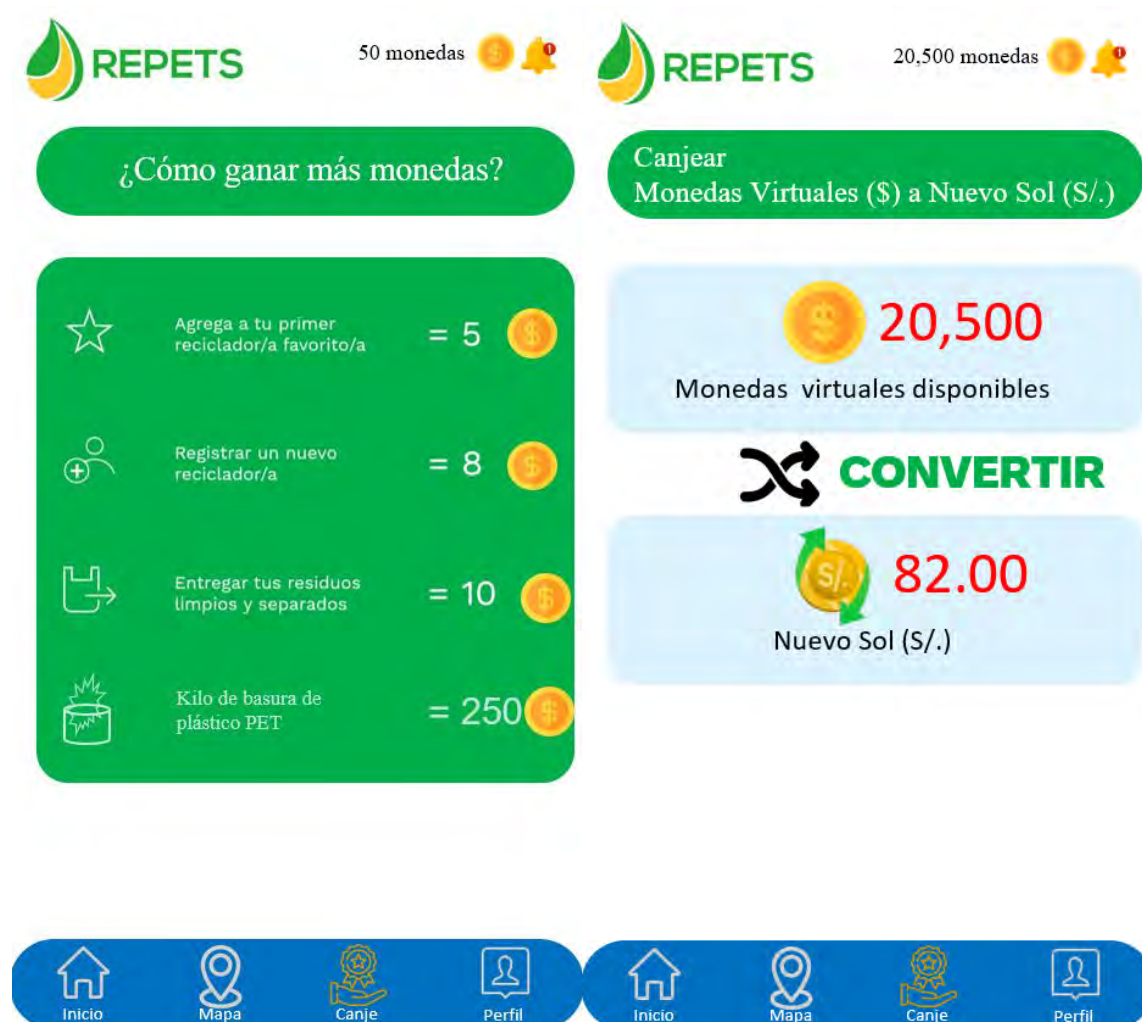 REPETS
50 monedas
¿Cómo ganar más monedas?
Agrega a tu primer
reciclador/a favorito/a
= 5
Registrar un nuevo
reciclador/a
= 8
Entregar tus residuos
limpios y separados
= 10
Kilo de basura de
plástico PET
= 250
Inicio
Mapa
Canje
Perfil
REPETS
20,500 monedas
Canjear
Monedas Virtuales ($) a Nuevo Sol (S/.)
20,500
Monedas virtuales disponibles
CONVERTIR
S/.
82.00
Nuevo Sol (S/.)
Inicio
Mapa
Canje
Perfil